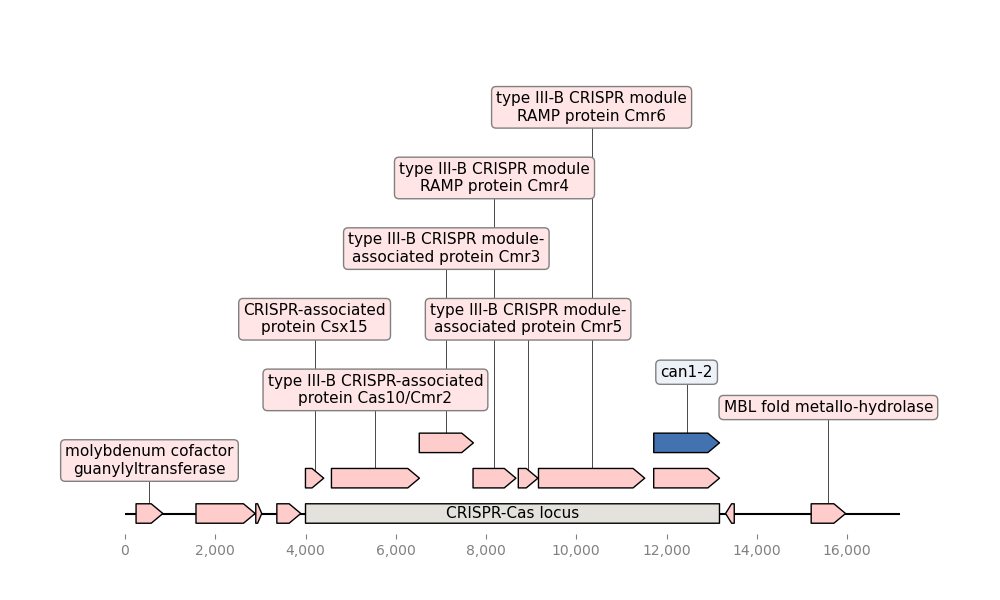 type III-B CRISPR module
RAMP protein Cmr6
type III-B CRISPR module
RAMP protein Cmr4
type III-B CRISPR module-
associated protein Cmr3
CRISPR-associated
protein Csx15
type III-B CRISPR module-
associated protein Cmr5
type III-B CRISPR-associated
protein Cas10/Cmr2
can1-2
MBL fold metallo-hydrolase
molybdenum cofactor
guanylyltransferase
CRISPR-Cas locus
0 2,000 4,000 6,000 8,000 10,000 12,000 14,000 16,000